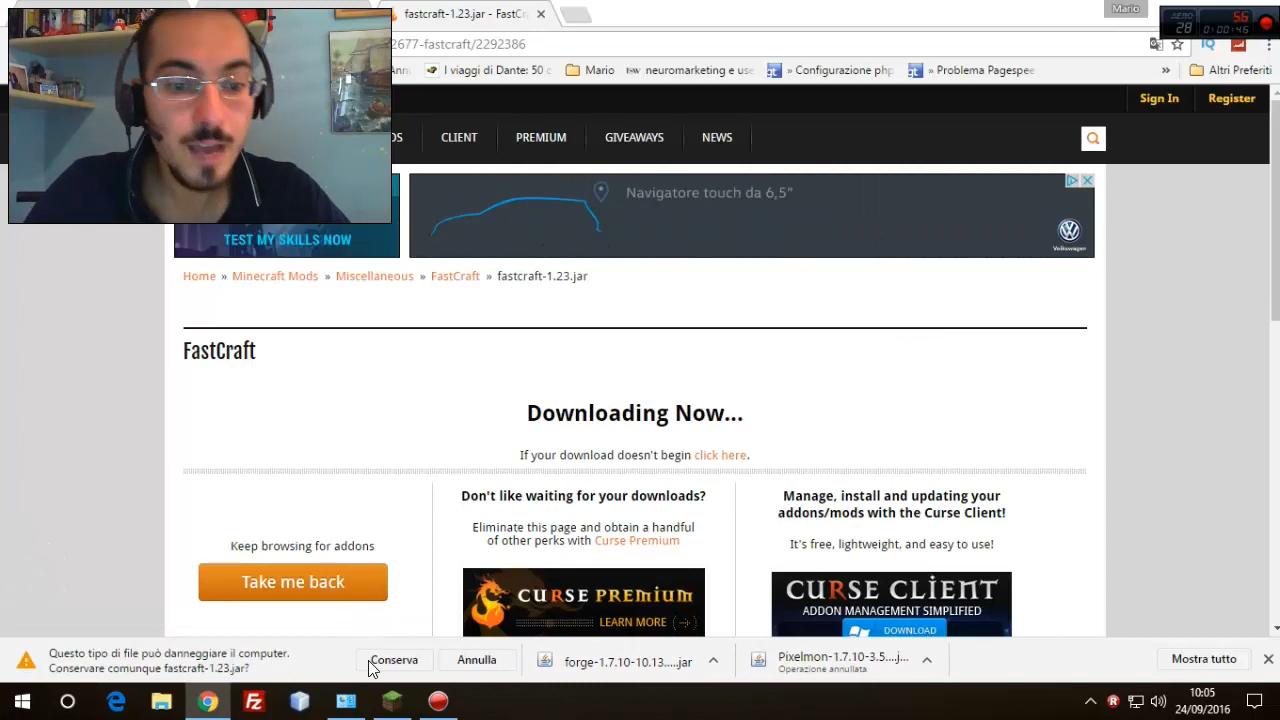 fastcraft-1.23.jar - FastCr
Mario
28
56
0:00:46
2677-fastcraft/2292386
I viaggi di Dante: 50 c
Mario
neuromarketing e use
» Configurazione php
» Problema Pagespee
»
Altri Preferiti
Sign In
Register
CLIENT
PREMIUM
GIVEAWAYS
NEWS
Navigatore touch da 6,5"
Volkswagen
TEST MY SKILLS NOW
Home » Minecraft Mods » Miscellaneous » FastCraft » fastcraft-1.23.jar
FastCraft
Downloading Now...
If your download doesn't begin click here.
Keep browsing for addons
Take me back
Don't like waiting for your downloads?
Eliminate this page and obtain a handful
of other perks with Curse Premium
CURSE PREMIUM
LEARN MORE
Manage, install and updating your
addons/mods with the Curse Client!
It's free, lightweight, and easy to use!
CURSE CLIENT
ADDON MANAGEMENT SIMPLIFIED
DOWNLOAD
Questo tipo di file può danneggiare il computer.
Conservare comunque fastcraft-1.23.jar?
Conserva
Annulla
forge-1.7.10-10.13.....jar
Pixelmon-1.7.10-3.5....j...
Operazione annullata
Mostra tutto
10:05
24/09/2016